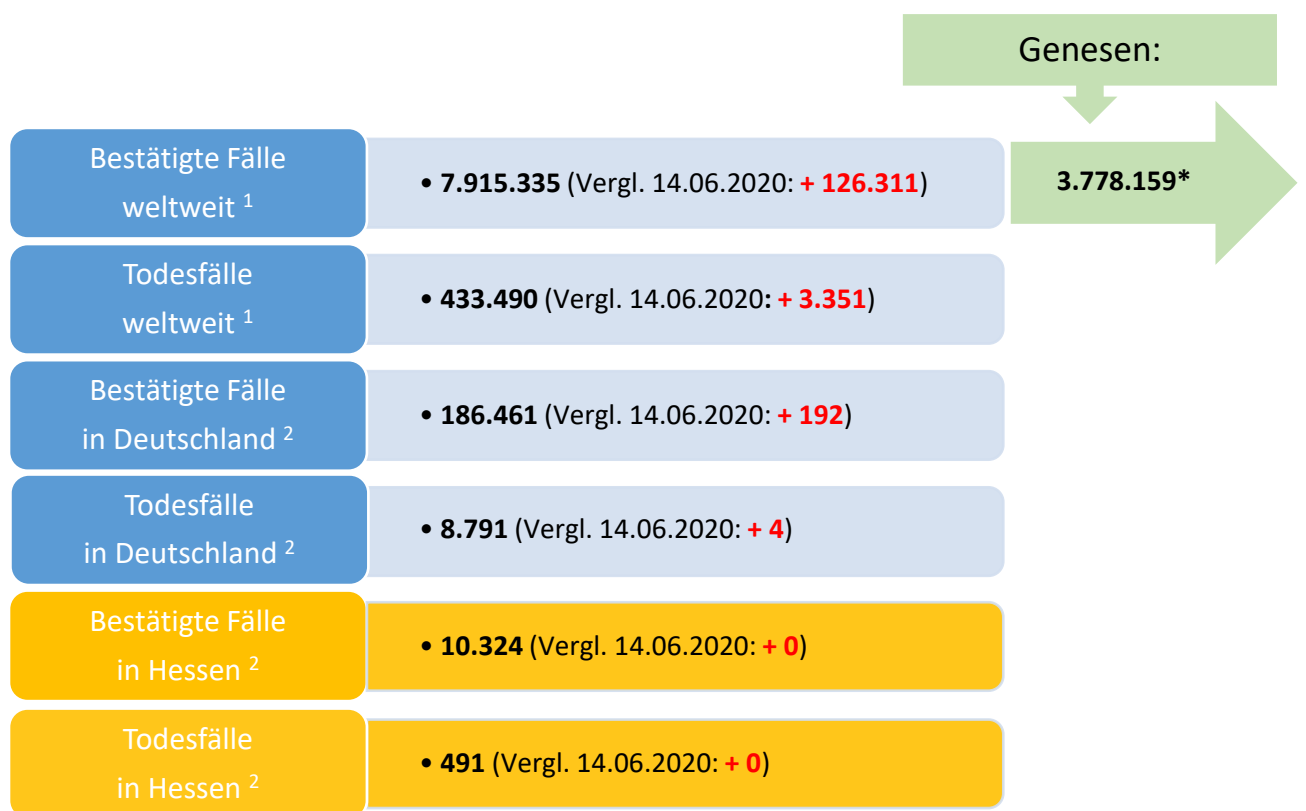 Genesen:
Bestätigte Fälle
weltweit ¹
• 7.915.335 (Vergl. 14.06.2020: + 126.311)
3.778.159*
Todesfälle
weltweit ¹
• 433.490 (Vergl. 14.06.2020: + 3.351)
Bestätigte Fälle
in Deutschland ²
• 186.461 (Vergl. 14.06.2020: + 192)
Todesfälle
in Deutschland ²
• 8.791 (Vergl. 14.06.2020: + 4)
Bestätigte Fälle
in Hessen ²
• 10.324 (Vergl. 14.06.2020: + 0)
Todesfälle
in Hessen ²
• 491 (Vergl. 14.06.2020: + 0)